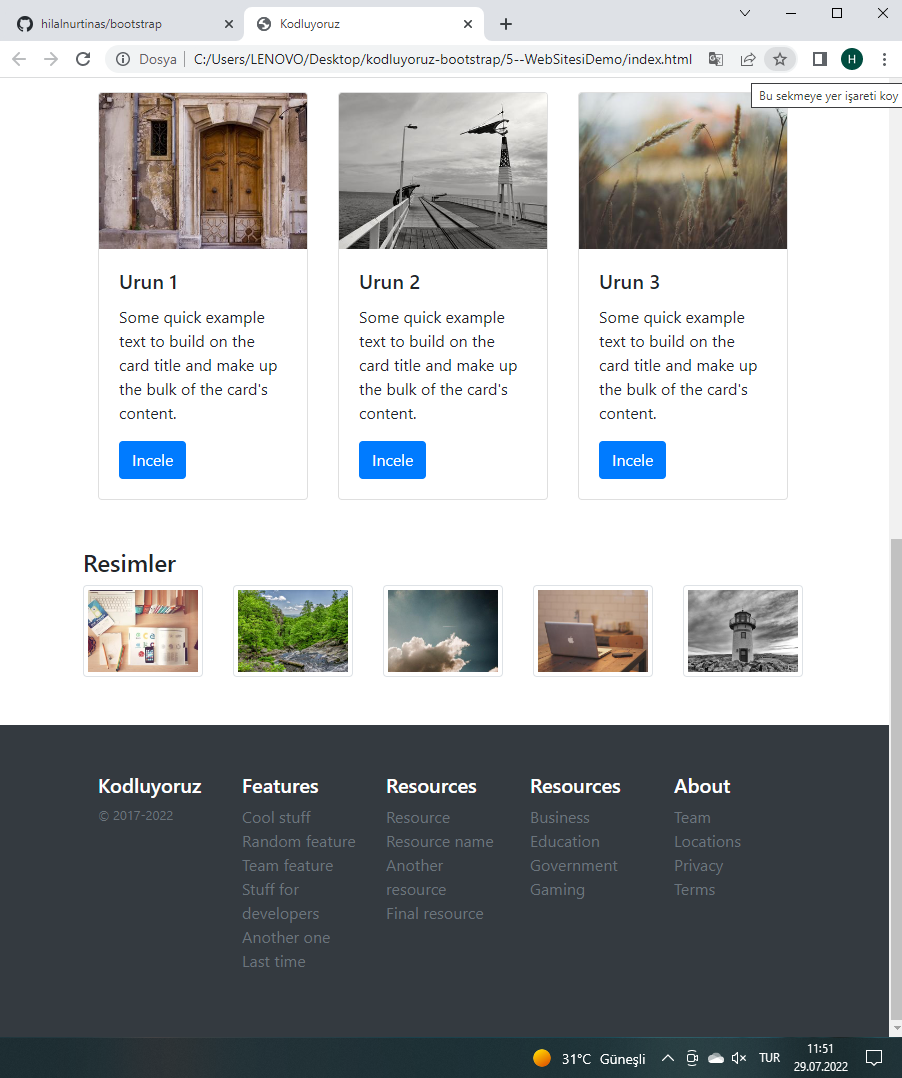 hilalnurtinas/bootstrap
Kodluyoruz
Dosya
C:/Users/LENOVO/Desktop/kodluyoruz-bootstrap/5--WebSitesiDemo/index.html
H
Bu sekmeye yer işareti koy
Urun 1
Some quick example
text to build on the
card title and make up
the bulk of the card's
content.
Incele
Urun 2
Some quick example
text to build on the
card title and make up
the bulk of the card's
content.
Incele
Urun 3
Some quick example
text to build on the
card title and make up
the bulk of the card's
content.
Incele
Resimler
Kodluyoruz
© 2017-2022
Features
Cool stuff
Random feature
Team feature
Stuff for
developers
Another one
Last time
Resources
Resource
Resource name
Another
resource
Final resource
Resources
Business
Education
Government
Gaming
About
Team
Locations
Privacy
Terms
31°C Güneşli
TUR
11:51
29.07.2022